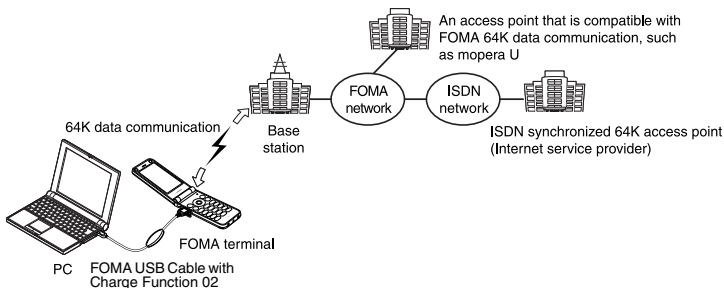 An access point that is compatible with
FOMA 64K data communication, such
as mopera U
FOMA
network
ISDN
network
64K data communication
Base
station
ISDN synchronized 64K access point
(Internet service provider)
FOMA terminal
PC
FOMA USB Cable with
Charge Function 02